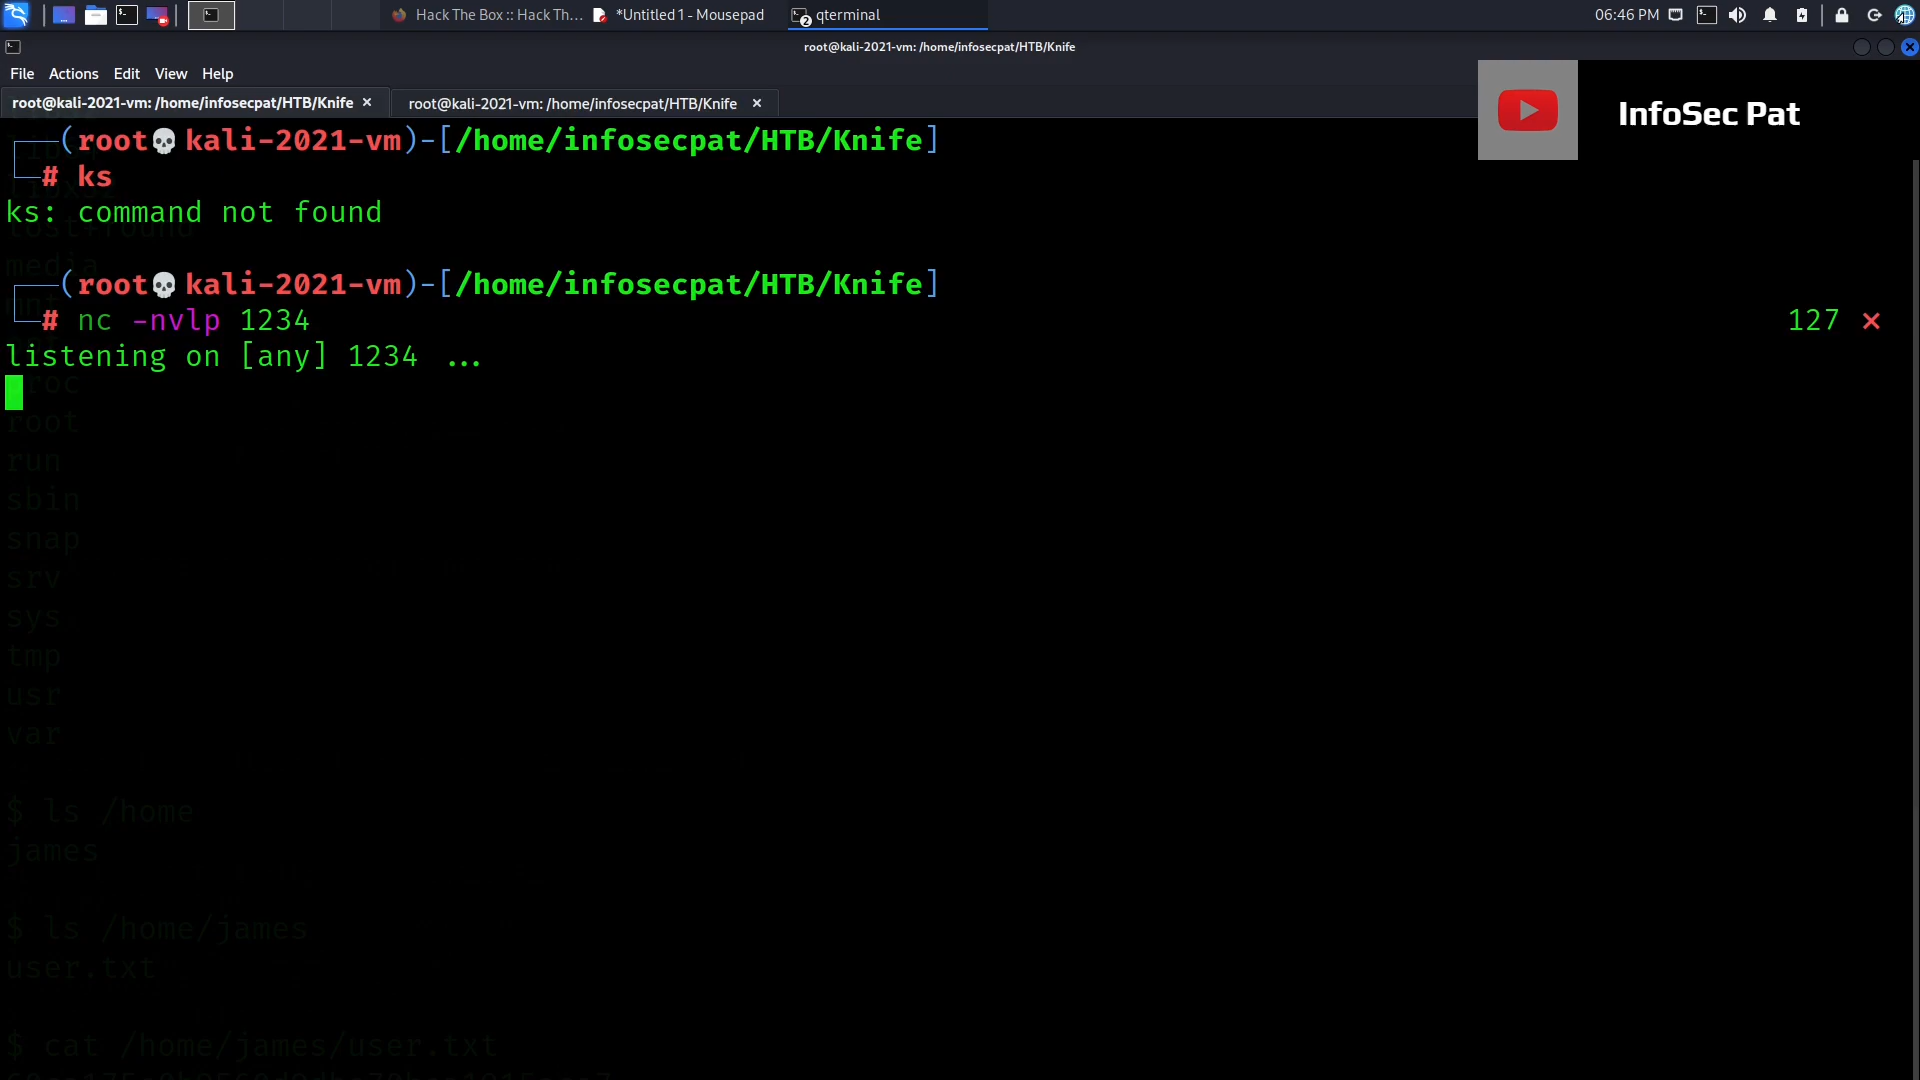 Hack The Box :: Hack Th...
*Untitled 1 - Mousepad
qterminal
06:46 PM
root@kali-2021-vm: /home/infosecpat/HTB/Knife
File Actions Edit View Help
root@kali-2021-vm: /home/infosecpat/HTB/Knife ×
root@kali-2021-vm: /home/infosecpat/HTB/Knife ×
InfoSec Pat
(root💀kali-2021-vm)-[/home/infosecpat/HTB/Knife]
# ks
ks: command not found
lost+found
media
(root💀kali-2021-vm)-[/home/infosecpat/HTB/Knife]
mnt
# nc -nvlp 1234
127 ×
listening on [any] 1234 ...
root
run
sbin
snap
srv
sys
tmp
usr
var
$ ls /home
james
$ ls /home/james
user.txt
$ cat /home/james/user.txt